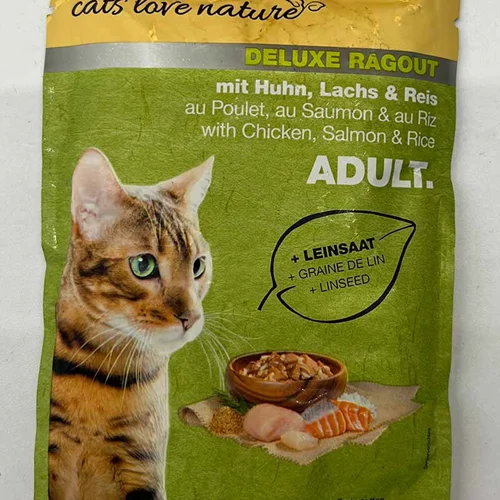 cats love nature
DELUXE RAGOUT
mit Huhn, Lachs & Reis
au Poulet, au Saumon & au Riz
with Chicken, Salmon & Rice
ADULT.
+ LEINSAAT
+ GRAINE DE LIN
+ LINSEED